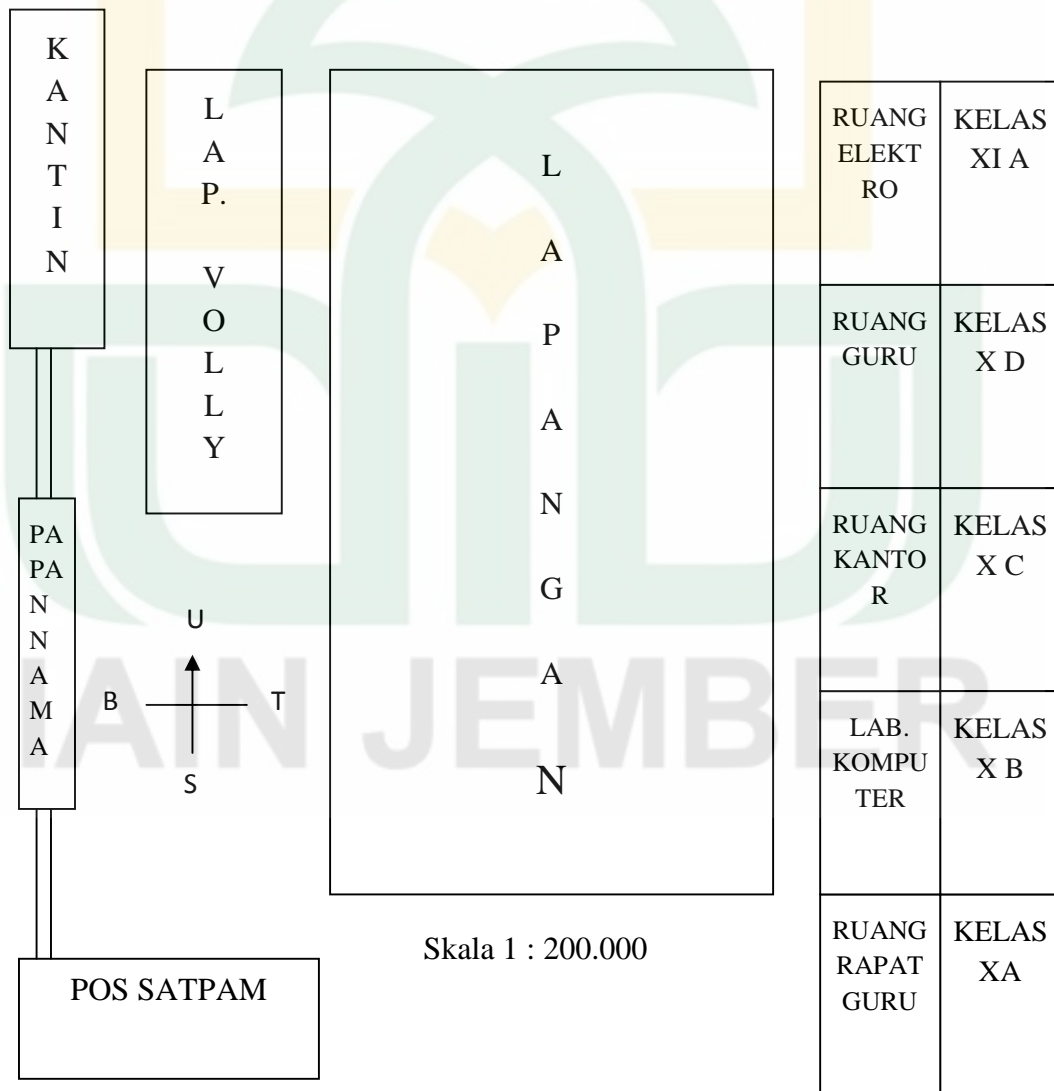 K
A
N
T
I
N
L
A
P.
V
O
L
L
Y
L
A
P
A
N
G
A
N
RUANG
ELEKT
RO
KELAS
XI A
RUANG
GURU
KELAS
X D
RUANG
KANTO
R
KELAS
X C
LAB.
KOMPU
TER
KELAS
X B
RUANG
RAPAT
GURU
KELAS
XA
PA
PA
N
N
A
M
A
U
B
T
S
IAIN JEMBER
Skala 1 : 200.000
POS SATPAM